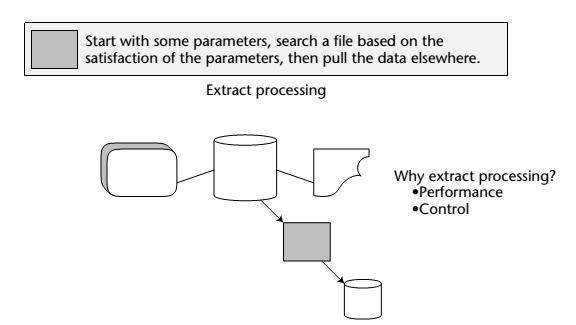 Start with some parameters, search a file based on the
satisfaction of the parameters, then pull the data elsewhere.
Extract processing
Why extract processing?
•Performance
•Control